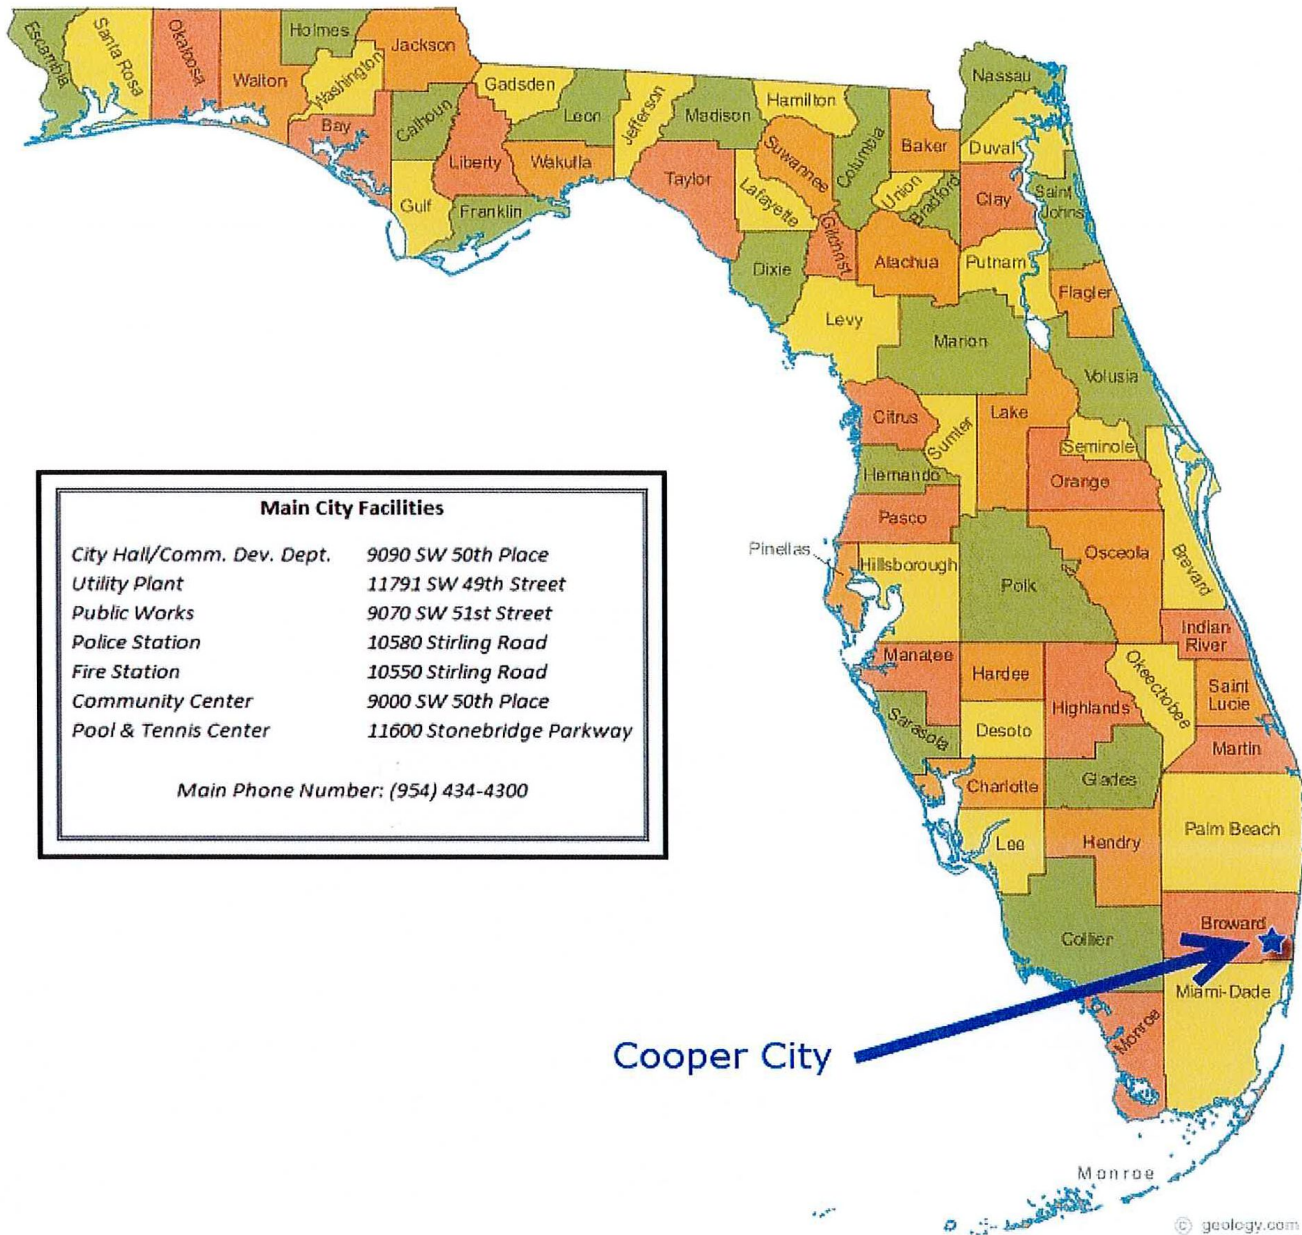 Escambia
Santa Rosa
Okaloosa
Walton
Holmes
Washington
Jackson
Bay
Calhoun
Gulf
Liberty
Gadsden
Franklin
Leon
Wakulla
Jefferson
Madison
Taylor
Hamilton
Suwannee
Lafayette
Dixie
Columbia
Gilchrist
Baker
Union
Bradford
Alachua
Levy
Nassau
Duval
Clay
Saint
Johns
Putnam
Flagler
Marion
Volusia
Citrus
Sumter
Lake
Seminole
Hernando
Orange
Pasco
Pinellas
Hillsborough
Polk
Osceola
Brevard
Indian
River
Manatee
Hardee
Highlands
Okeechobee
Saint
Lucie
Sarasota
Desoto
Martin
Charlotte
Glades
Lee
Hendry
Palm Beach
Collier
Broward
Miami-Dade
Monroe
Monroe
Main City Facilities
City Hall/Comm. Dev. Dept. 9090 SW 50th Place
Utility Plant 11791 SW 49th Street
Public Works 9070 SW 51st Street
Police Station 10580 Stirling Road
Fire Station 10550 Stirling Road
Community Center 9000 SW 50th Place
Pool & Tennis Center 11600 Stonebridge Parkway
Main Phone Number: (954) 434-4300
Cooper City
© geology.com